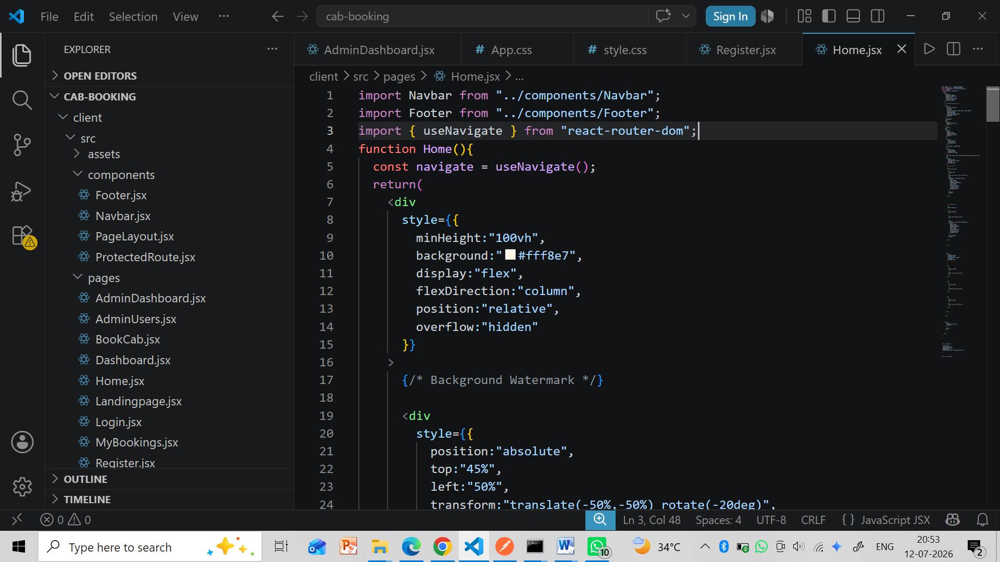 File Edit Selection View ...
cab-booking
Sign In
EXPLORER
OPEN EDITORS
CAB-BOOKING
client
src
assets
components
Footer.jsx
Navbar.jsx
PageLayout.jsx
ProtectedRoute.jsx
pages
AdminDashboard.jsx
AdminUsers.jsx
BookCab.jsx
Dashboard.jsx
Home.jsx
Landingpage.jsx
Login.jsx
MyBookings.jsx
Register.jsx
OUTLINE
TIMELINE
AdminDashboard.jsx # App.css # style.css Register.jsx Home.jsx
client > src > pages > Home.jsx > ...
1 import Navbar from "../components/Navbar";
2 import Footer from "../components/Footer";
3 import { useNavigate } from "react-router-dom";
4 function Home(){
5 const navigate = useNavigate();
6 return(
7 <div
8 style={{
9 minHeight:"100vh",
10 background:"#fff8e7",
11 display:"flex",
12 flexDirection:"column",
13 position:"relative",
14 overflow:"hidden"
15 }}
16 >
17 {/* Background Watermark */}
18
19 <div
20 style={{
21 position:"absolute",
22 top:"45%",
23 left:"50%",
24 transform:"translate(-50%,-50%) rotate(-20deg)",
0 0
Ln 3, Col 48 Spaces: 4 UTF-8 CRLF { } JavaScript JSX
Type here to search
10
34°C
ENG
20:53
12-07-2026
2